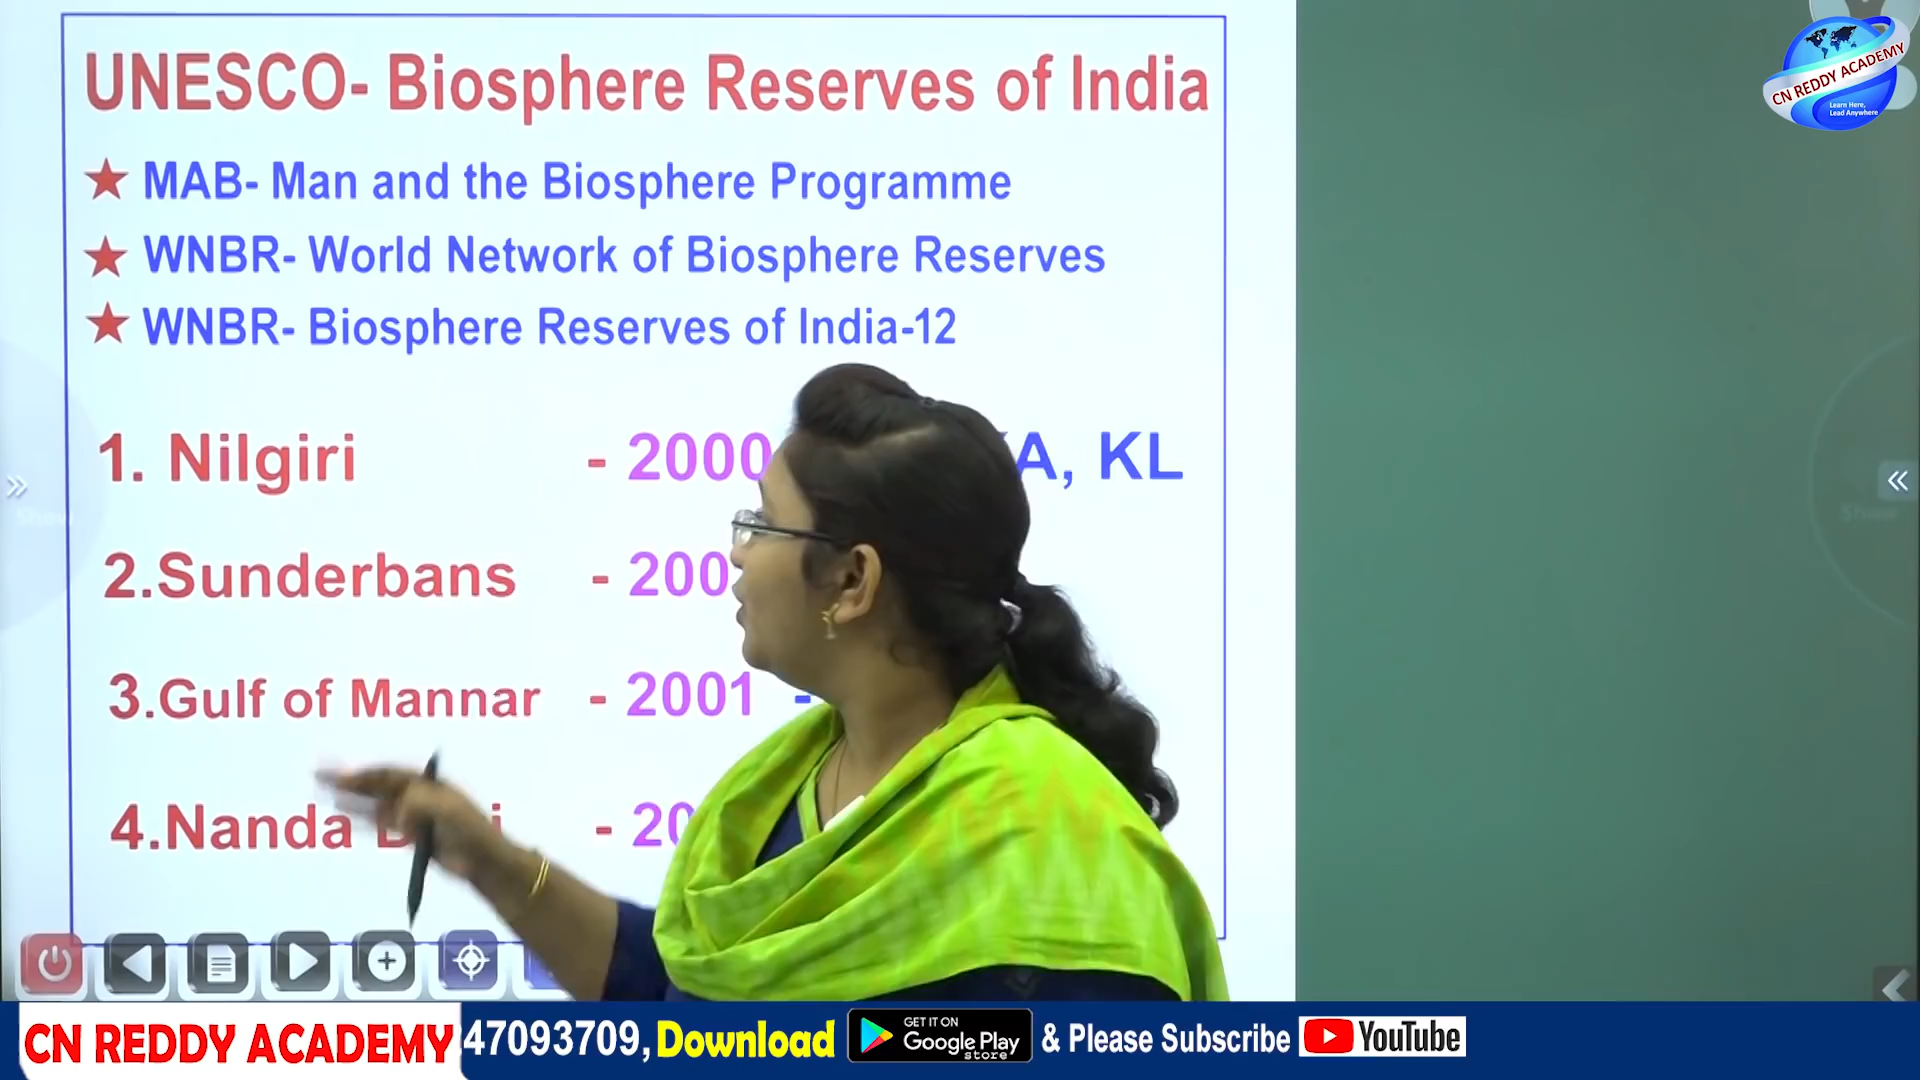 UNESCO- Biosphere Reserves of India
★ MAB- Man and the Biosphere Programme
★ WNBR- World Network of Biosphere Reserves
★ WNBR- Biosphere Reserves of India-12
1. Nilgiri - 2000 KL
2.Sunderbans
3.Gulf of Mannar - 2001 -
4.Nanda
CN REDDY ACADEMY
Learn Here,
Lead Anywhere
CN REDDY ACADEMY 47093709, Download GET IT ON Google Play store & Please Subscribe YouTube